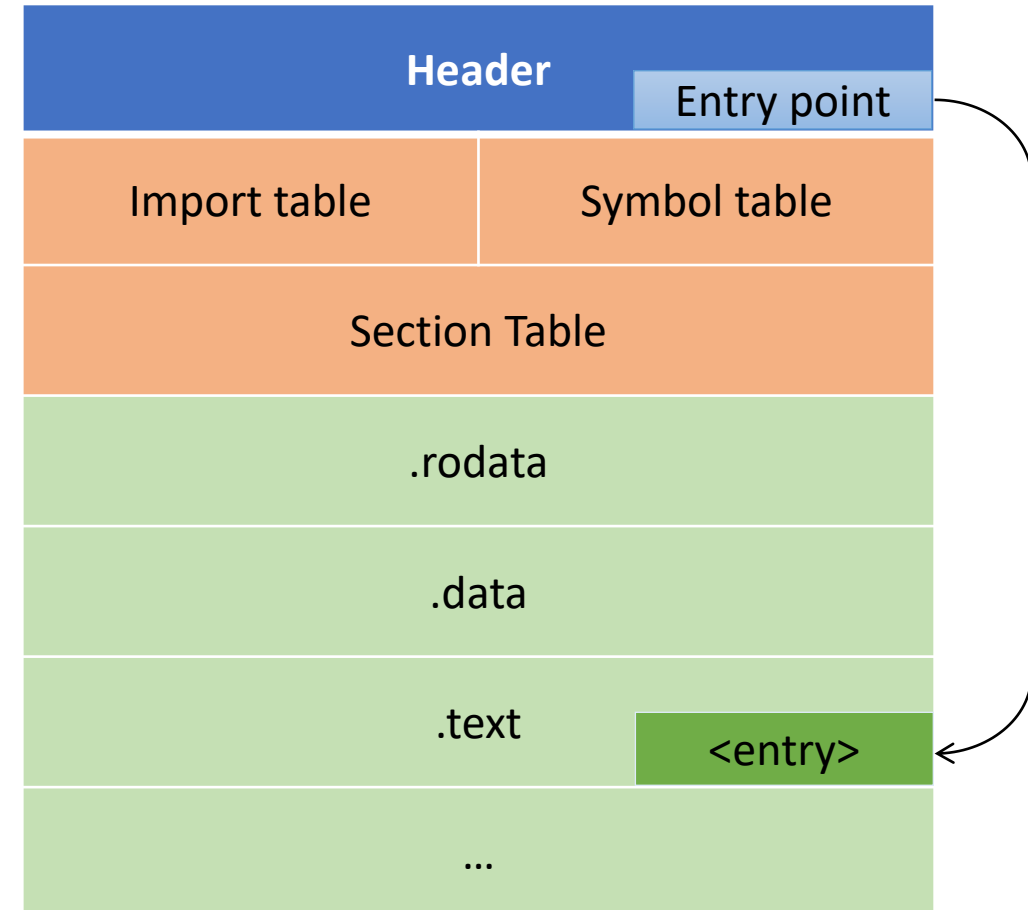 Header
Entry point
Import table
Symbol table
Section Table
.rodata
.data
.text
<entry>
...